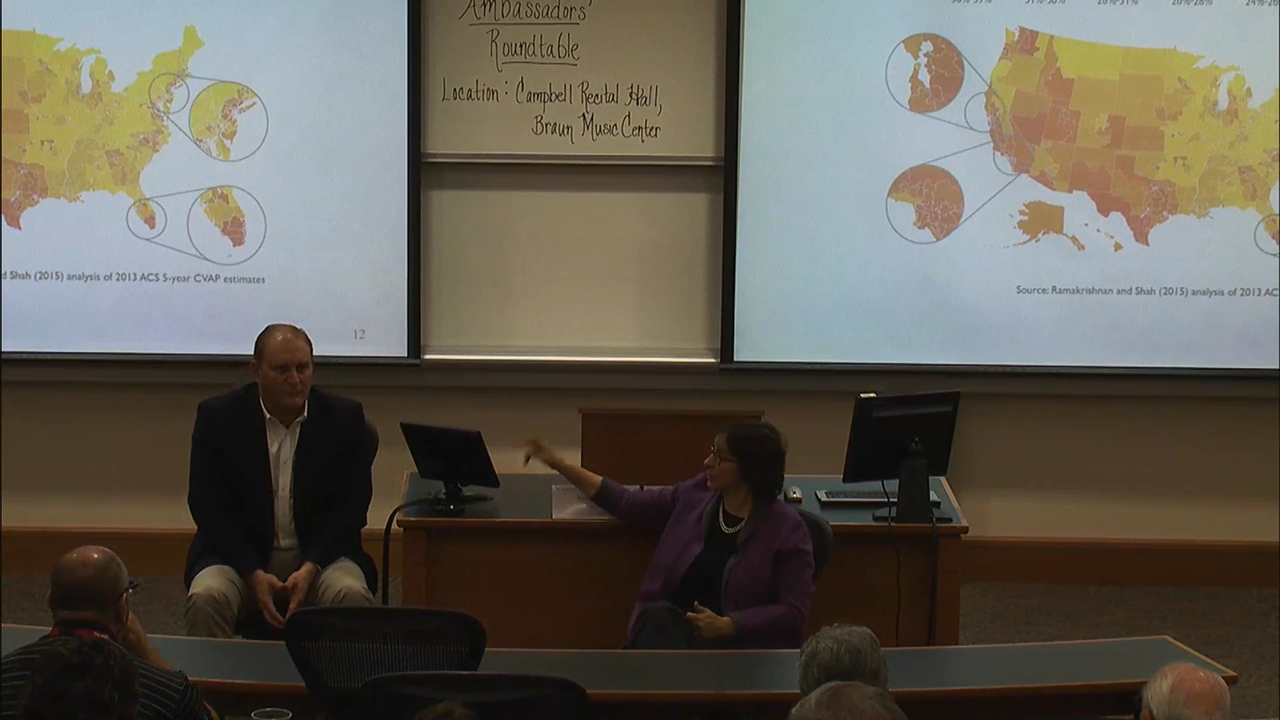 Ambassadors'
Roundtable
Location: Campbell Recital Hall,
Braun Music Center
d Shah (2015) analysis of 2013 ACS 5-year CVAP estimates
12
Source: Ramakrishnan and Shah (2015) analysis of 2013 AC